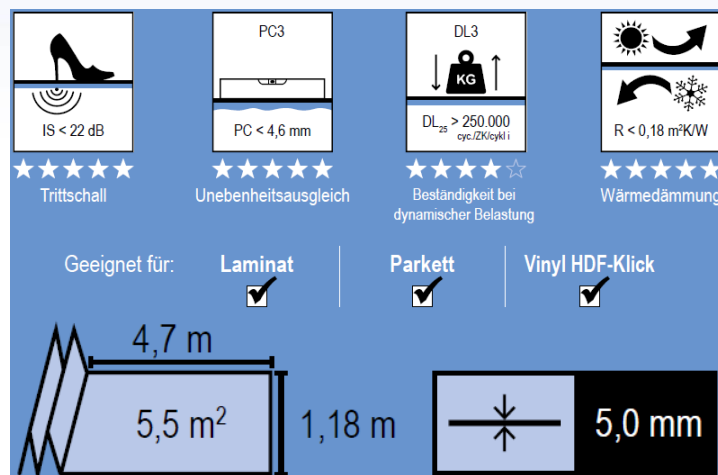 PC3
DL3
KG
IS < 22 dB
PC < 4,6 mm
DL25 > 250.000
cyc./ZK/cykl i
R < 0,18 m²K/W
Trittschall
Unebenheitsausgleich
Beständigkeit bei
dynamischer Belastung
Wärmedämmung
Geeignet für:
Laminat
Parkett
Vinyl HDF-Klick
4,7 m
5,5 m²
1,18 m
5,0 mm